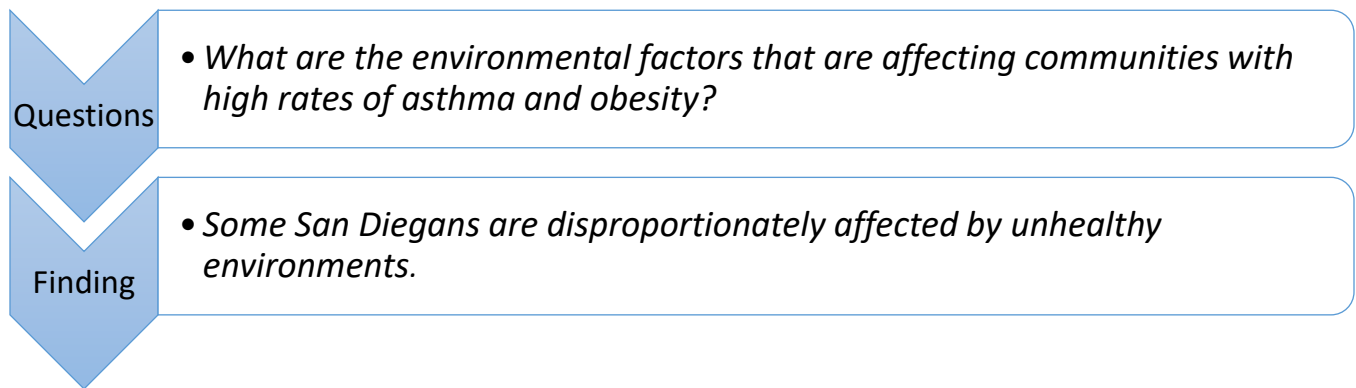 Questions
• What are the environmental factors that are affecting communities with
high rates of asthma and obesity?
Finding
• Some San Diegans are disproportionately affected by unhealthy
environments.